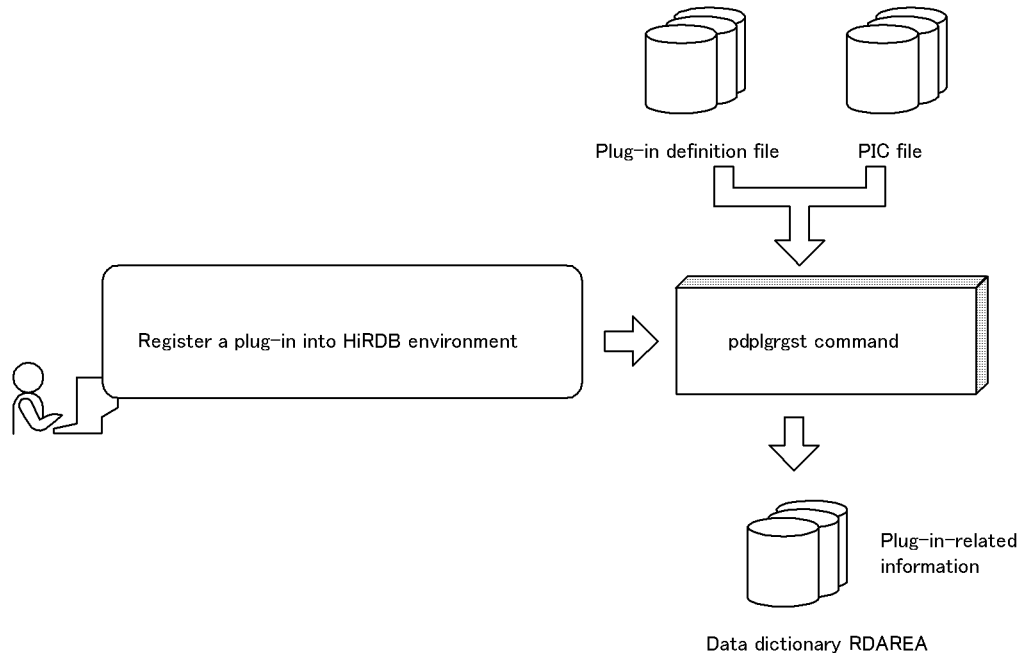 Plug-in definition file
PIC file
Register a plug-in into HiRDB environment
pdplgrgst command
Plug-in-related
information
Data dictionary RDAREA